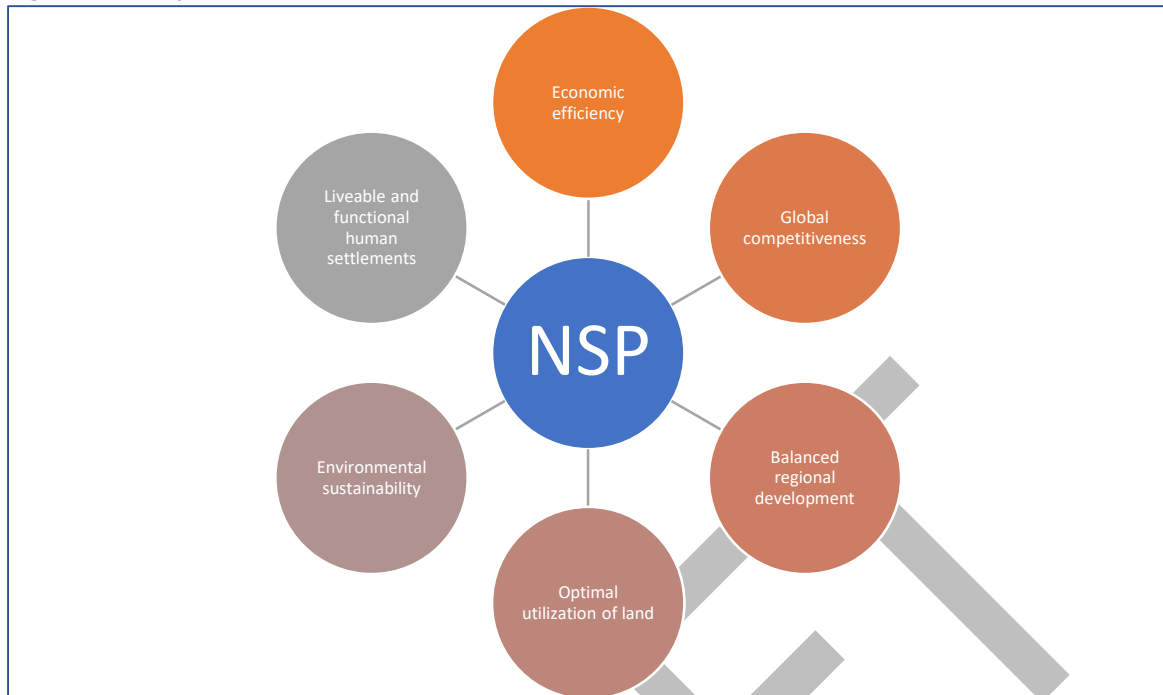 Economic
efficiency
Global
competitiveness
Balanced
regional
development
Optimal
utilization of land
Environmental
sustainability
Liveable and
functional
human
settlements
NSP